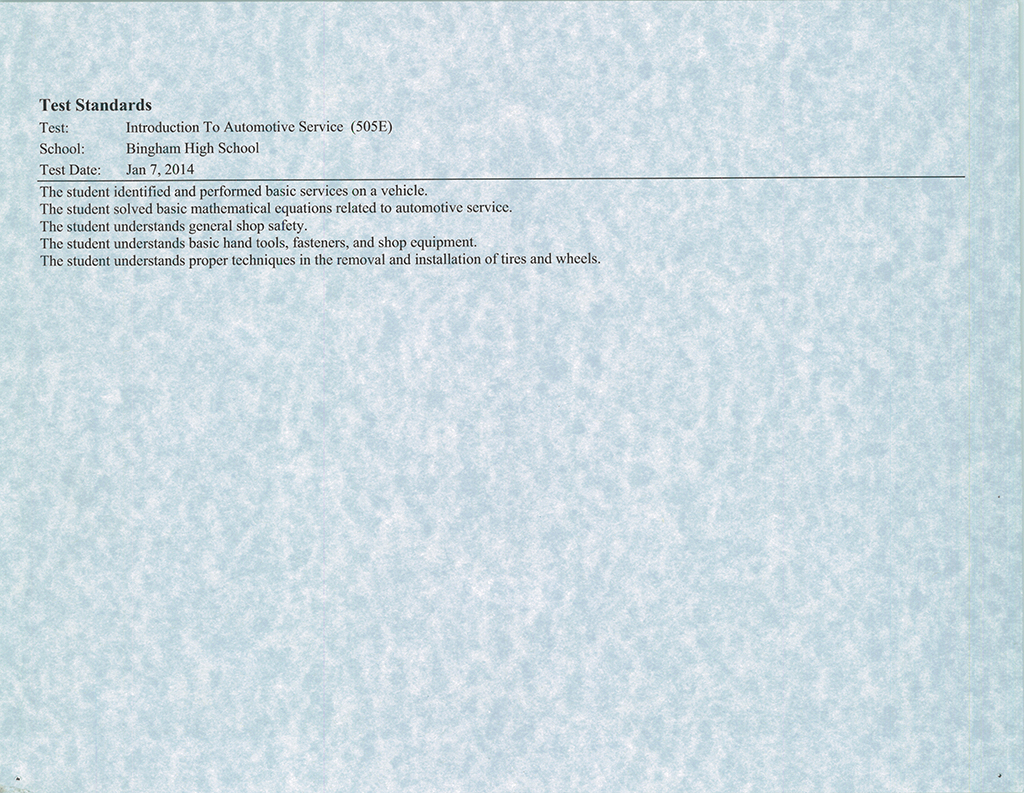 Test Standards
Test: Introduction To Automotive Service (505E)
School: Bingham High School
Test Date: Jan 7, 2014
The student identified and performed basic services on a vehicle.
The student solved basic mathematical equations related to automotive service.
The student understands general shop safety.
The student understands basic hand tools, fasteners, and shop equipment.
The student understands proper techniques in the removal and installation of tires and wheels.